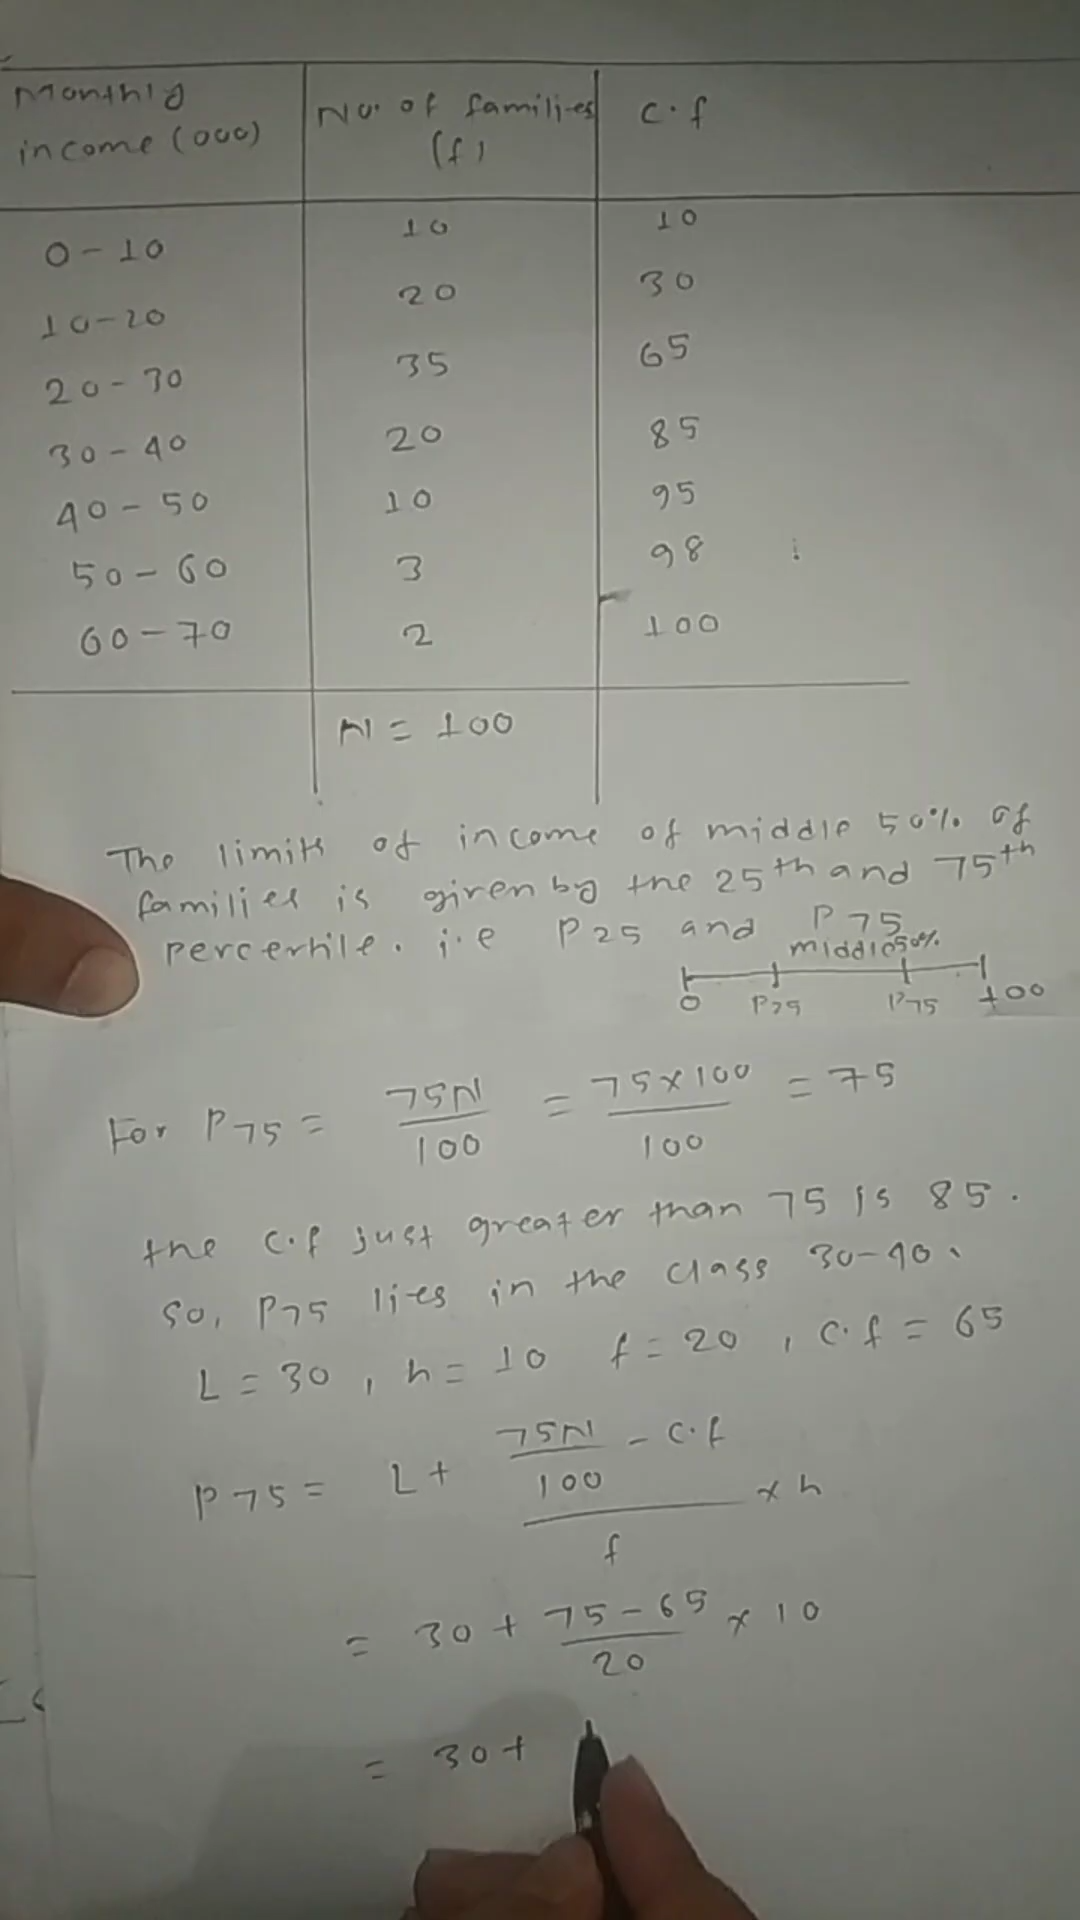 Monthly income (000) No. of families (f) c.f
0-10 10 10
10-20 20 30
20-30 35 65
30-40 20 85
40-50 10 95
50-60 3 98
60-70 2 100
N = 100
The limits of income of middle 50% of
families is given by the 25th and 75th
percentile. i.e P25 and P75
middle50%
0 P25 P75 100
For P75 = 75N/100 = 75×100/100 = 75
the c.f just greater than 75 is 85.
so, P75 lies in the class 30-40.
L = 30, h = 10 f = 20, c.f = 65
P75 = L + (75N/100 - c.f)/f × h
= 30 + (75-65)/20 × 10
= 30 +